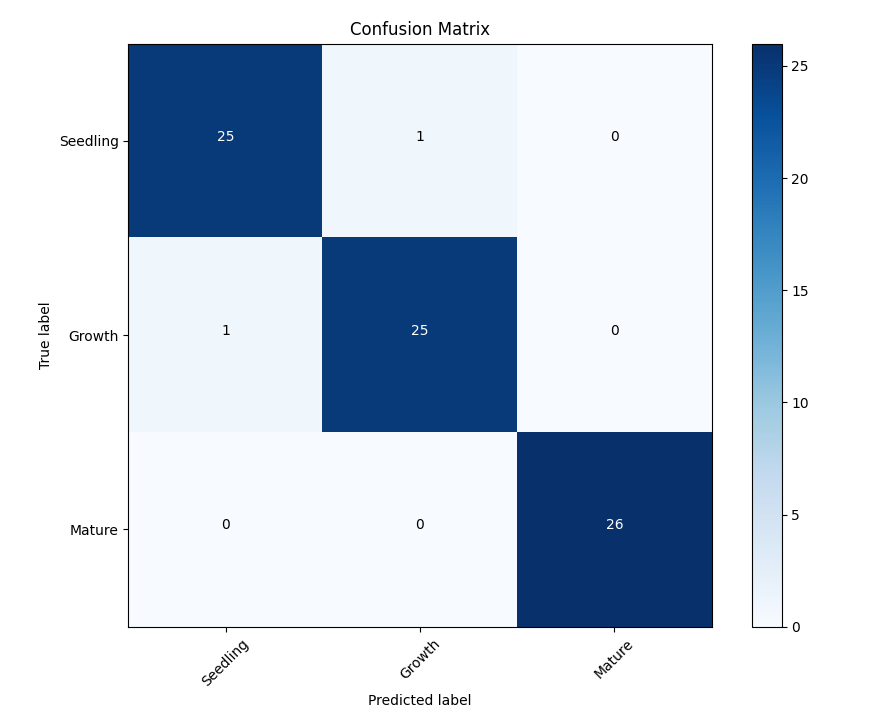 Confusion Matrix
Seedling 25 1 0
Growth 1 25 0
Mature 0 0 26
Seedling Growth Mature
Predicted label
True label
25
20
15
10
5
0